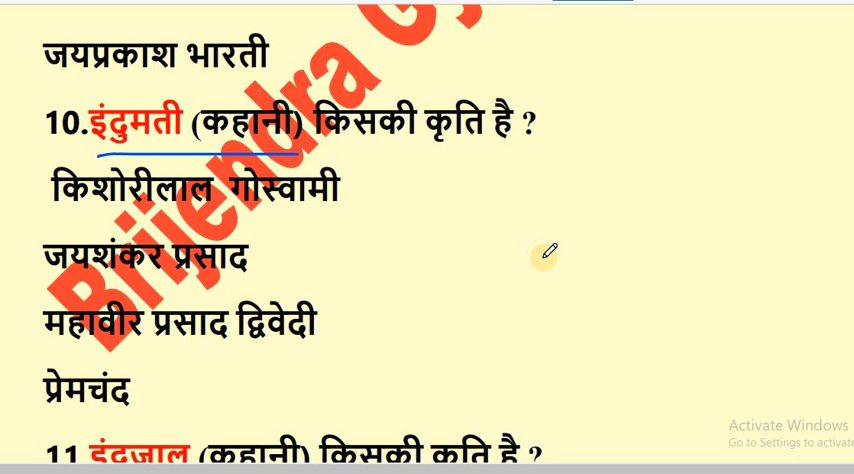 जयप्रकाश भारती
10.इंदुमती (कहानी) किसकी कृति है ?
किशोरीलाल गोस्वामी
जयशंकर प्रसाद
महावीर प्रसाद द्विवेदी
प्रेमचंद
11 इंद्रजाल (कहानी) किसकी कृति है ?
Brijendra
Activate Windows
Go to Settings to activate